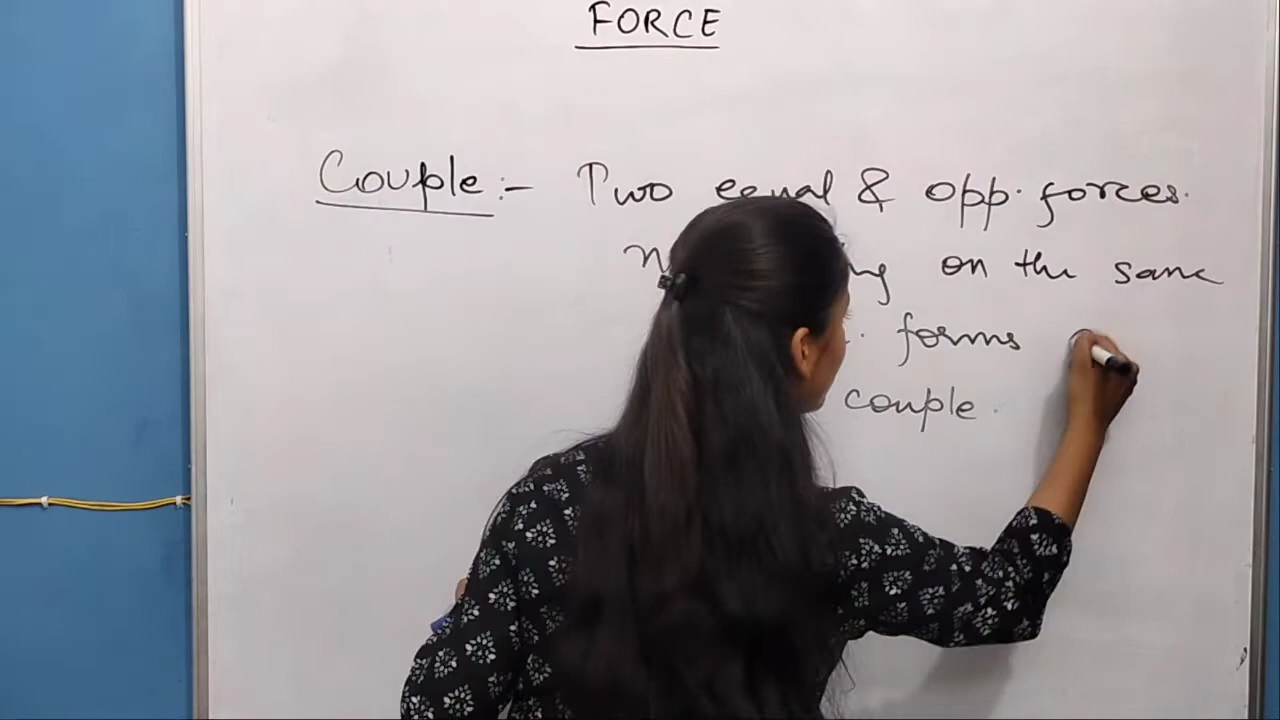 FORCE
Couple:- Two equal & opp. forces.
on the same
forms
couple.